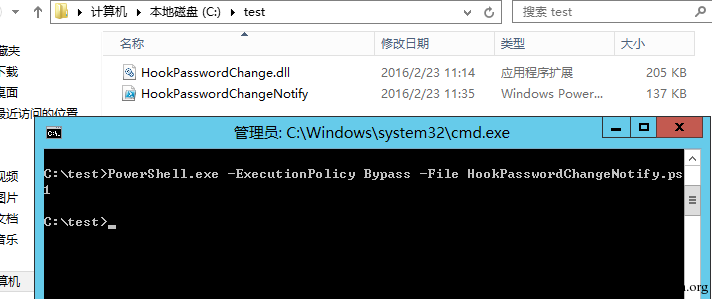 计算机 本地磁盘 (C:) test 搜索 test
名称 修改日期 类型 大小
藏夹
下载 HookPasswordChange.dll 2016/2/23 11:14 应用程序扩展 205 KB
桌面 HookPasswordChangeNotify 2016/2/23 11:35 Windows Power... 137 KB
最近访问的位置
管理员: C:\Windows\system32\cmd.exe
视频
图片
文档
音乐
算机
C:\test>PowerShell.exe -ExecutionPolicy Bypass -File HookPasswordChangeNotify.ps
1
C:\test>